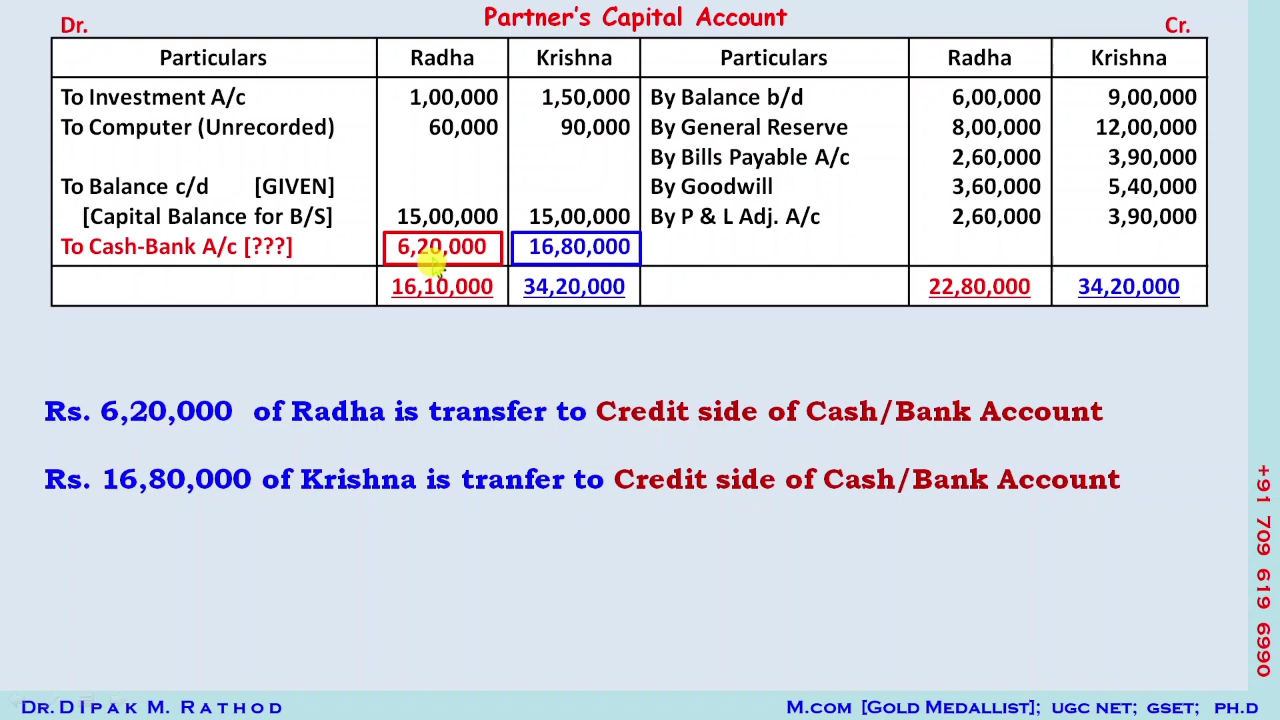 Partner's Capital Account
Dr. Cr.
Particulars Radha Krishna Particulars Radha Krishna
To Investment A/c 1,00,000 1,50,000 By Balance b/d 6,00,000 9,00,000
To Computer (Unrecorded) 60,000 90,000 By General Reserve 8,00,000 12,00,000
By Bills Payable A/c 2,60,000 3,90,000
To Balance c/d [GIVEN] By Goodwill 3,60,000 5,40,000
[Capital Balance for B/S] 15,00,000 15,00,000 By P & L Adj. A/c 2,60,000 3,90,000
To Cash-Bank A/c [???] 6,20,000 16,80,000
16,10,000 34,20,000 22,80,000 34,20,000
Rs. 6,20,000 of Radha is transfer to Credit side of Cash/Bank Account
Rs. 16,80,000 of Krishna is tranfer to Credit side of Cash/Bank Account
+91 709 619 6990
Dr. Dipak M. Rathod M.com [Gold Medallist]; UGC NET; GSET; PH.D